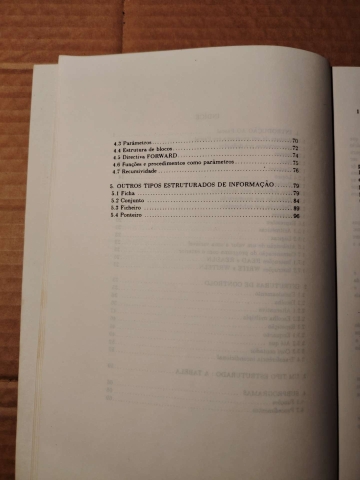 4.3 Parâmetros 70
4.4 Estrutura de blocos 72
4.5 Directiva FORWARD 74
4.6 Funções e procedimentos como parâmetros 75
4.7 Recursividade 76
5. OUTROS TIPOS ESTRUTURADOS DE INFORMAÇÃO 79
5.1 Ficha 79
5.2 Conjunto 84
5.3 Ficheiro 89
5.4 Ponteiro 96